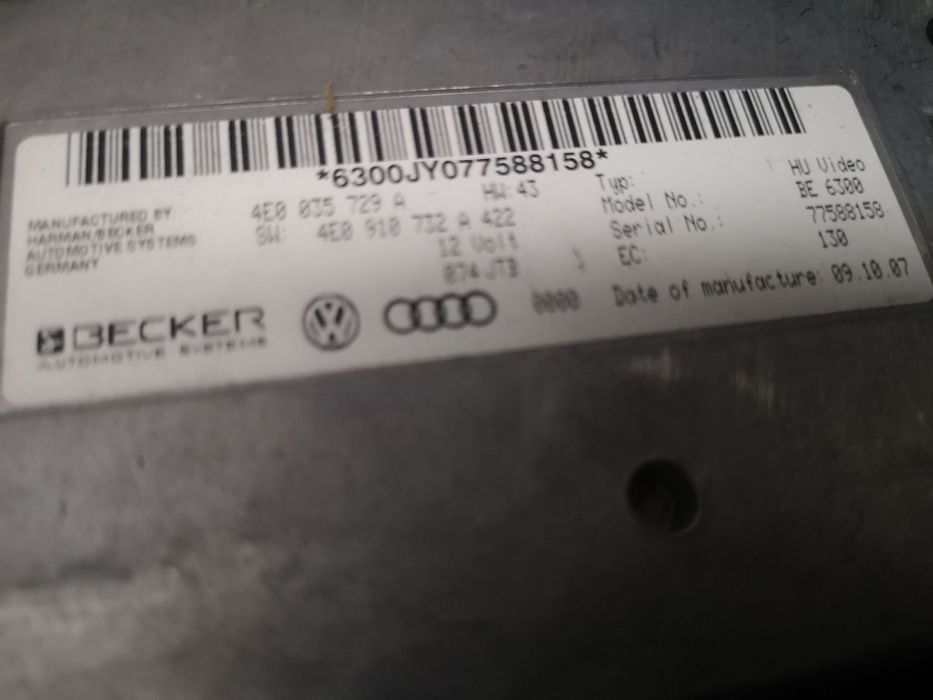 *6300JY077588158*
4E0 035 729 A HW: 43
SW: 4E0 910 732 A 422
12 Volt
074 JTB
MANUFACTURED BY
HARMAN/BECKER
AUTOMOTIVE SYSTEMS
GERMANY
Typ: HU Video
Model No.: BE 6300
Serial No.: 77588158
EC: 130
0000 Date of manufacture: 09.10.07
BECKER
AUTOMOTIVE SYSTEMS